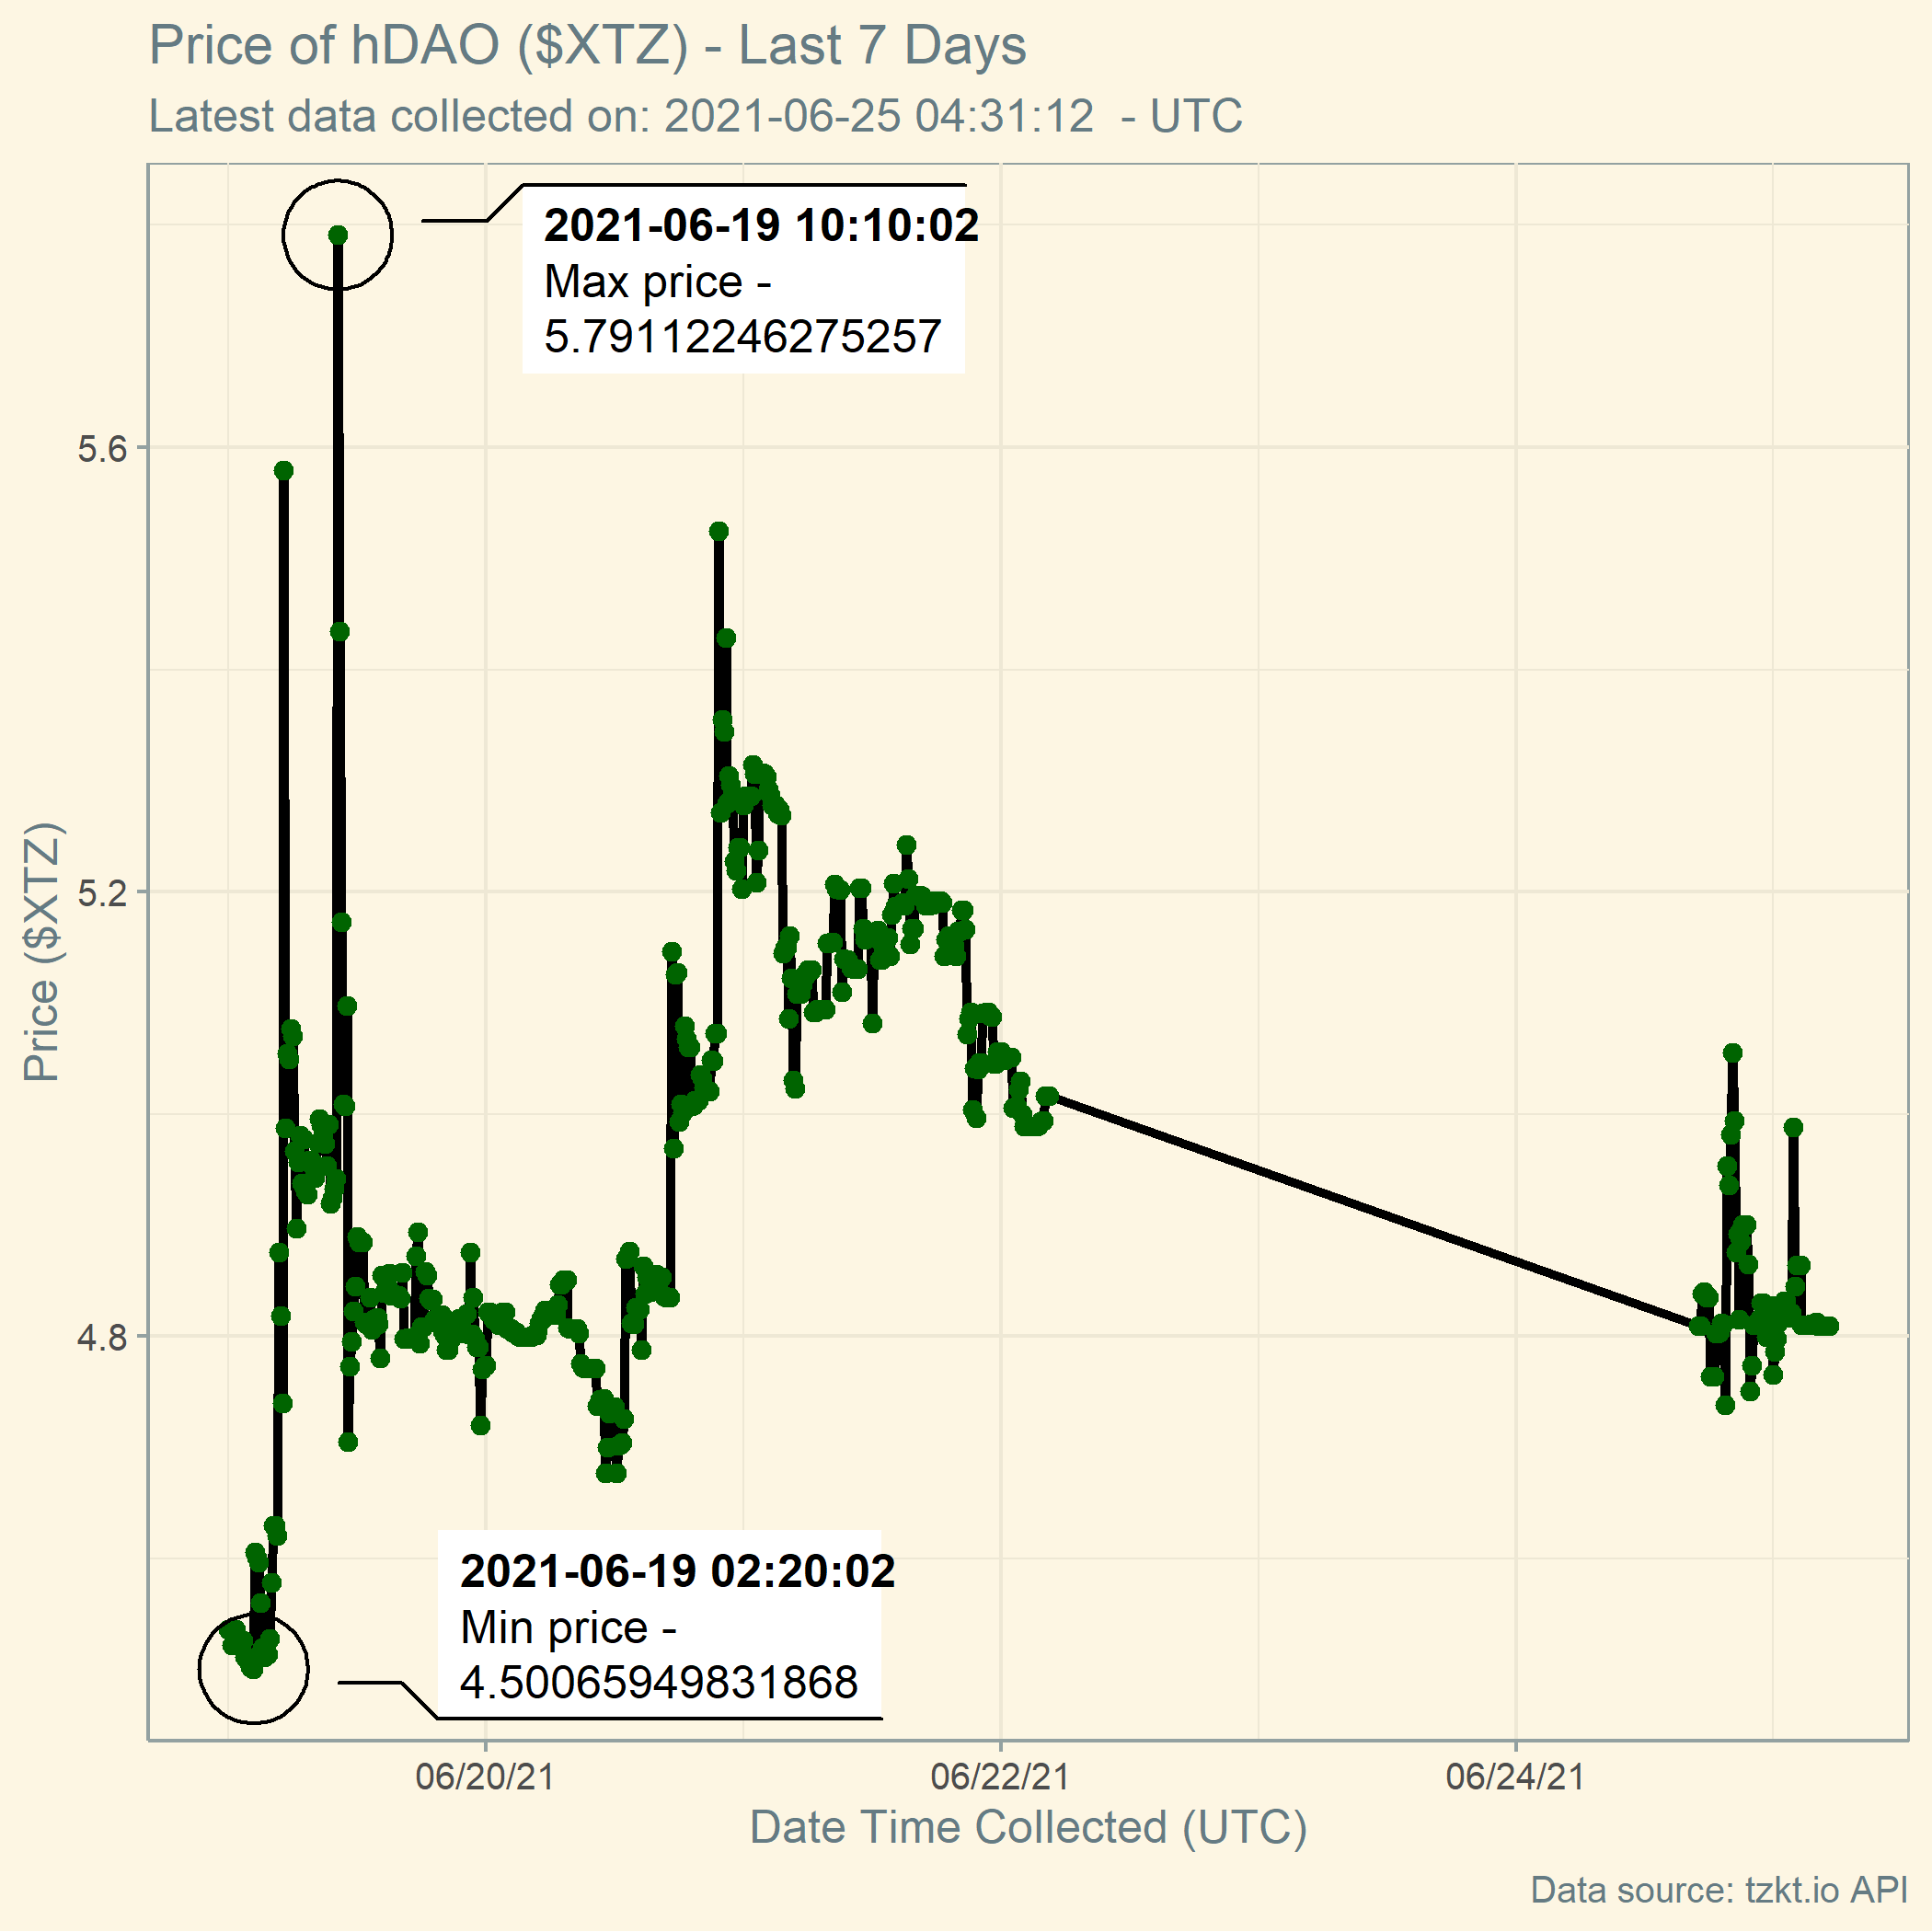 Price of hDAO ($XTZ) - Last 7 Days
Latest data collected on: 2021-06-25 04:31:12  - UTC
2021-06-19 10:10:02
Max price -
5.79112246275257
5.6
5.2
4.8
Price ($XTZ)
2021-06-19 02:20:02
Min price -
4.50065949831868
06/20/21
06/22/21
06/24/21
Date Time Collected (UTC)
Data source: tzkt.io API